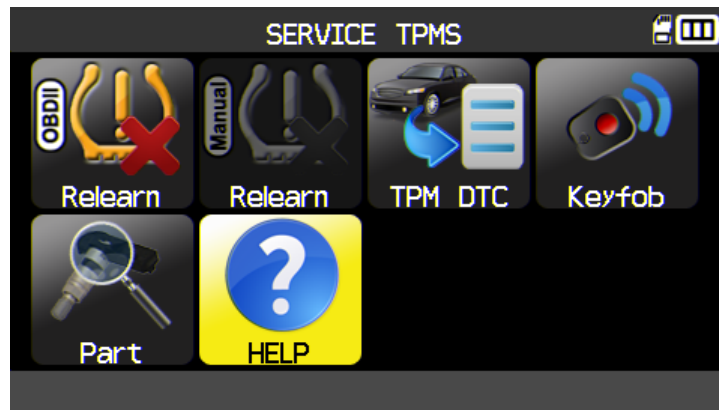 SERVICE TPMS
OBDII
Relearn
Manual
Relearn
TPM DTC
Keyfob
Part
?
HELP